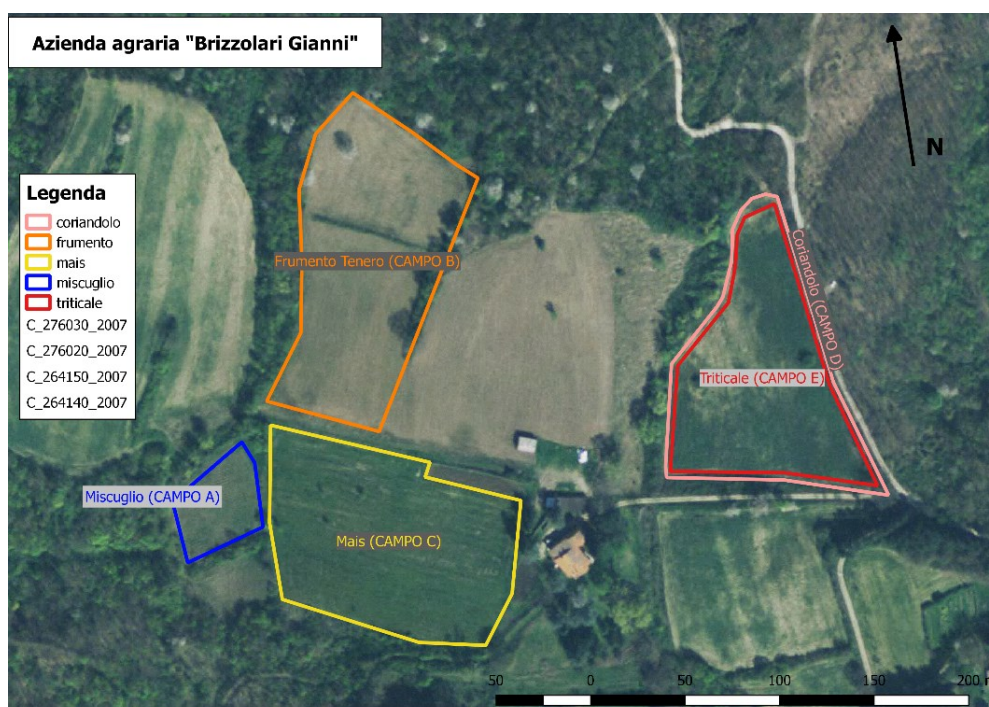 Azienda agraria "Brizzolari Gianni"
N
Legenda
coriandolo
frumento
mais
miscuglio
triticale
C_276030_2007
C_276020_2007
C_264150_2007
C_264140_2007
Frumento Tenero (CAMPO B)
Coriandolo (CAMPO D)
Triticale (CAMPO E)
Miscuglio (CAMPO A)
Mais (CAMPO C)
50 0 50 100 150 200